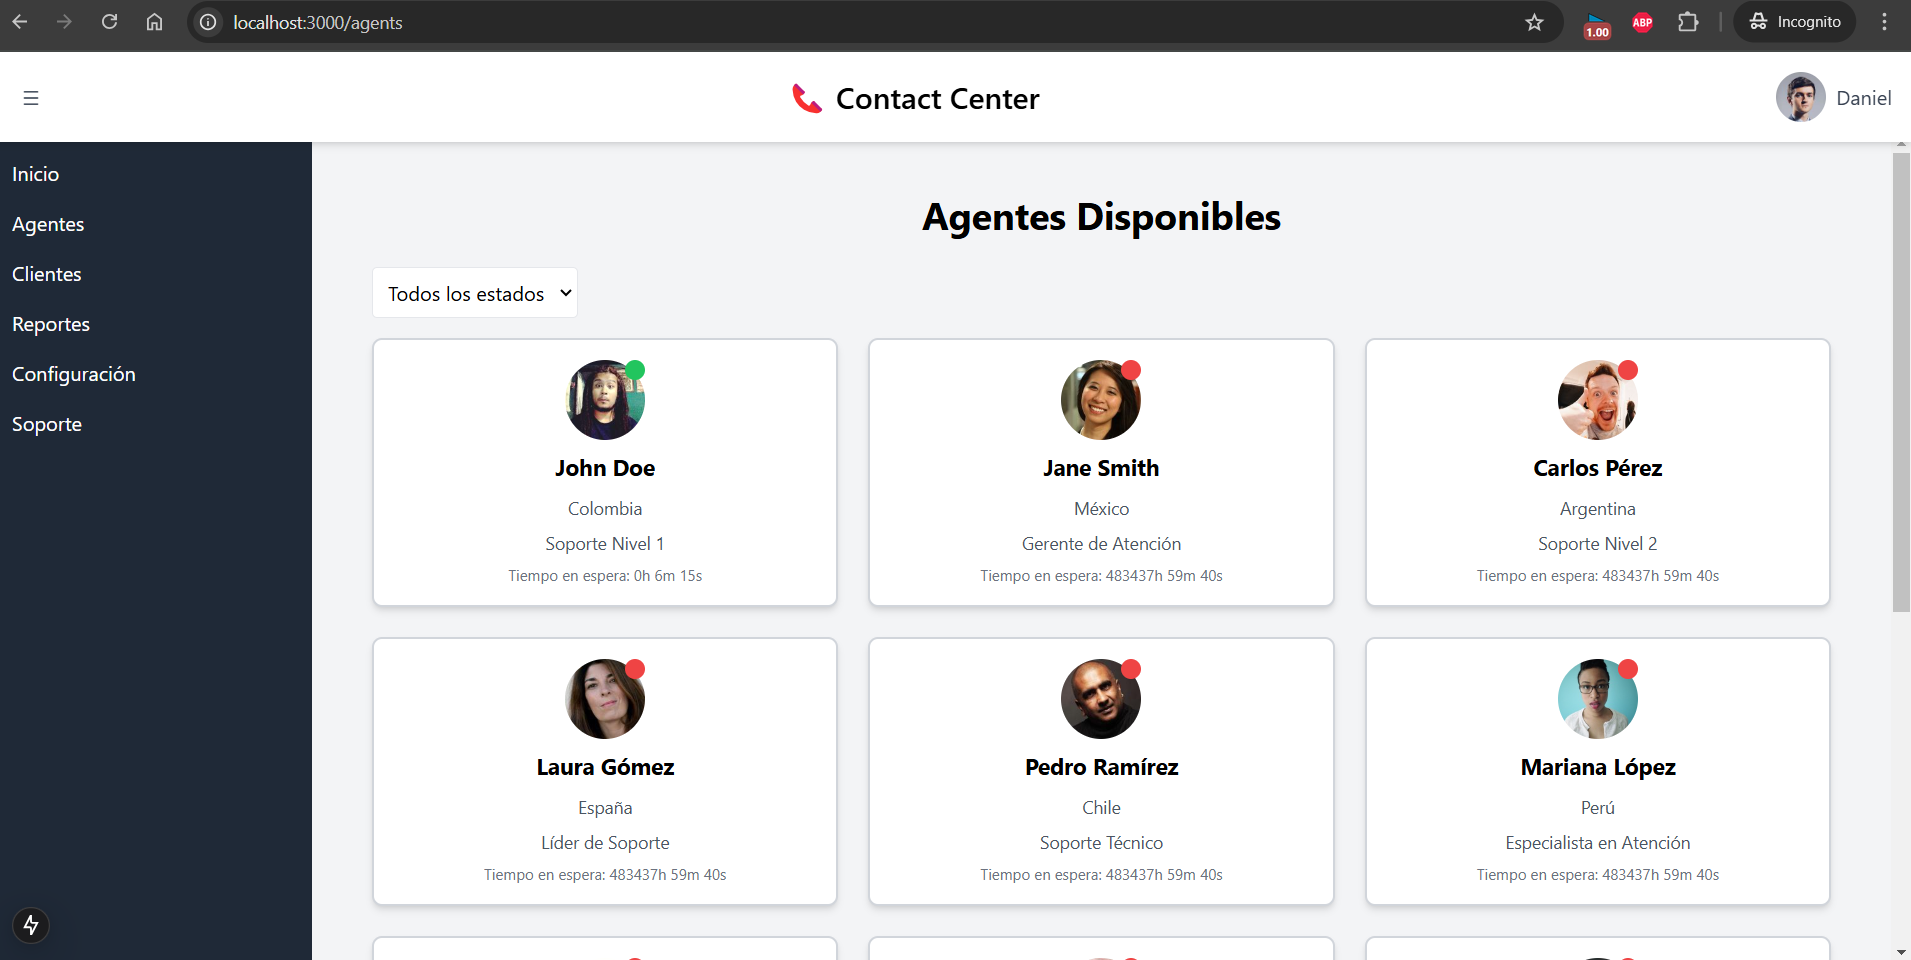 localhost:3000/agents
1.00
ABP
Incognito
Contact Center
Daniel
Inicio
Agentes
Clientes
Reportes
Configuración
Soporte
Agentes Disponibles
Todos los estados
John Doe
Colombia
Soporte Nivel 1
Tiempo en espera: 0h 6m 15s
Jane Smith
México
Gerente de Atención
Tiempo en espera: 483437h 59m 40s
Carlos Pérez
Argentina
Soporte Nivel 2
Tiempo en espera: 483437h 59m 40s
Laura Gómez
España
Líder de Soporte
Tiempo en espera: 483437h 59m 40s
Pedro Ramírez
Chile
Soporte Técnico
Tiempo en espera: 483437h 59m 40s
Mariana López
Perú
Especialista en Atención
Tiempo en espera: 483437h 59m 40s